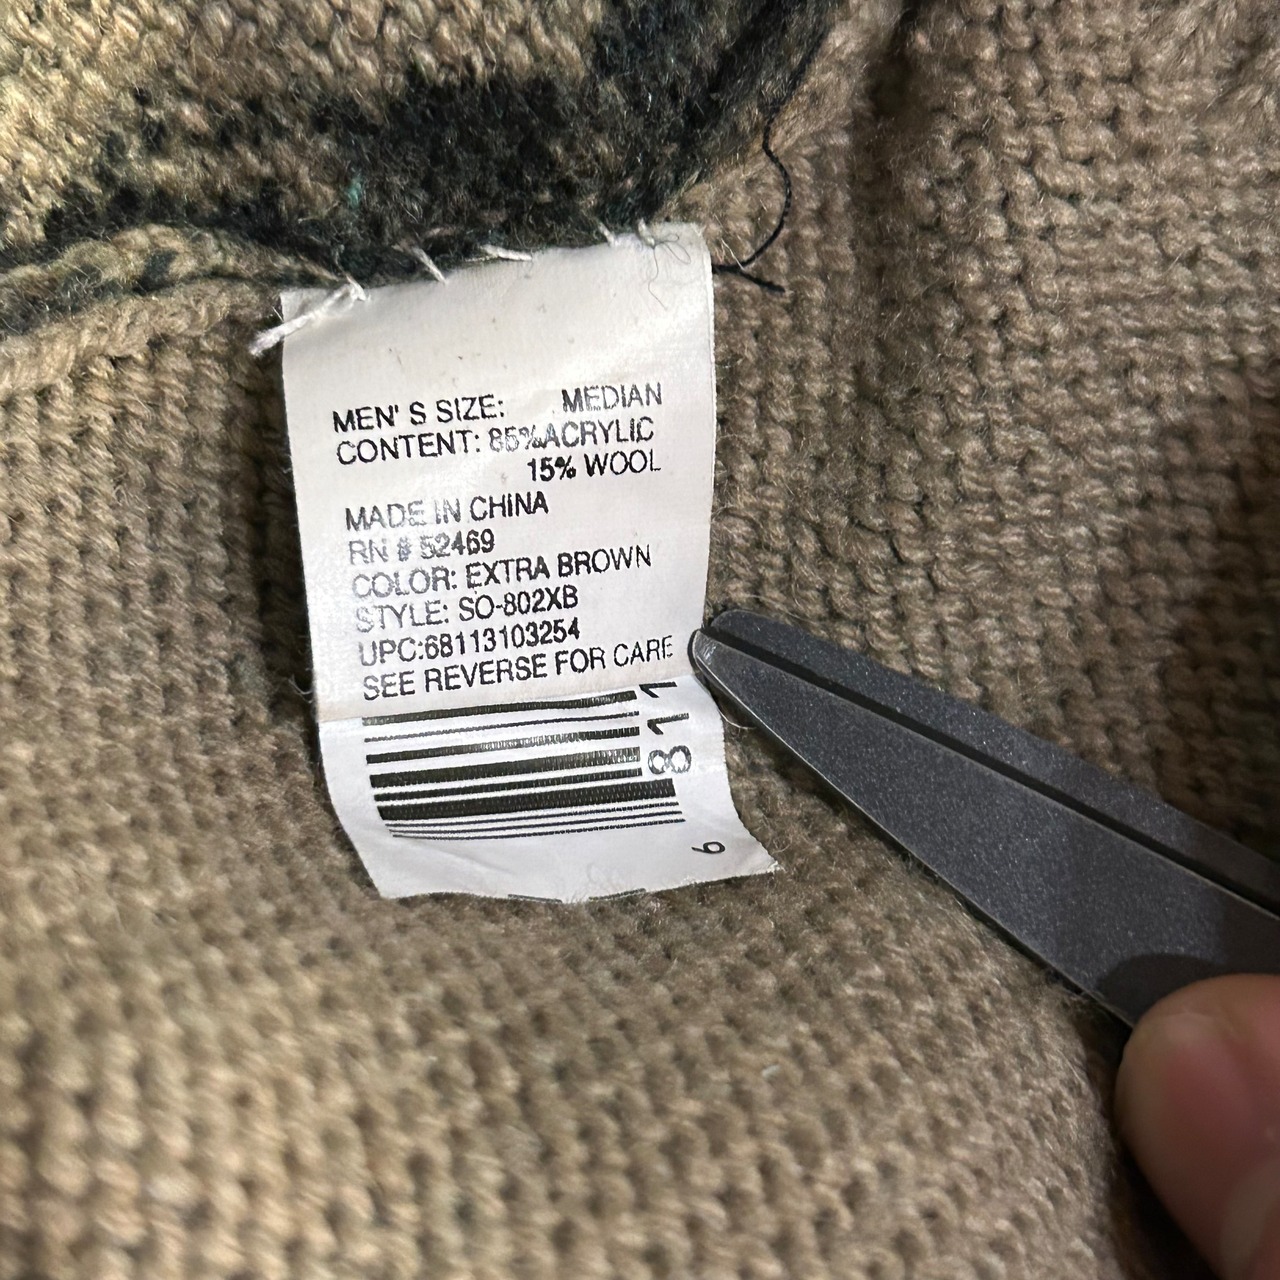 MEN' S SIZE: MEDIAN
CONTENT: 85%ACRYLIC
15% WOOL
MADE IN CHINA
RN # 52469
COLOR: EXTRA BROWN
STYLE: SO-802XB
UPC:68113103254
SEE REVERSE FOR CARE
811
6